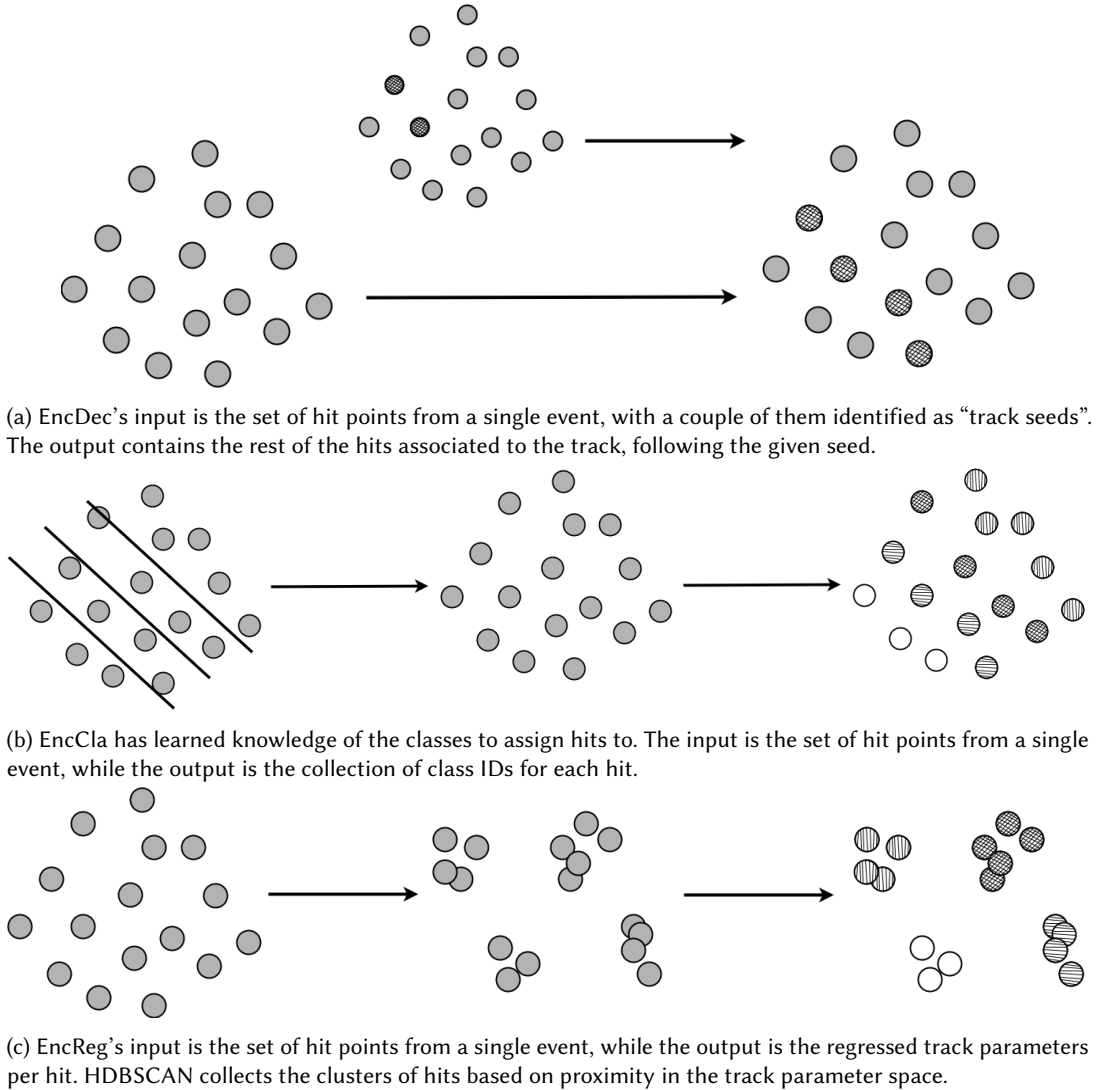 (a) EncDec’s input is the set of hit points from a single event, with a couple of them identified as “track seeds”.
The output contains the rest of the hits associated to the track, following the given seed.
(b) EncCla has learned knowledge of the classes to assign hits to. The input is the set of hit points from a single
event, while the output is the collection of class IDs for each hit.
(c) EncReg’s input is the set of hit points from a single event, while the output is the regressed track parameters
per hit. HDBSCAN collects the clusters of hits based on proximity in the track parameter space.